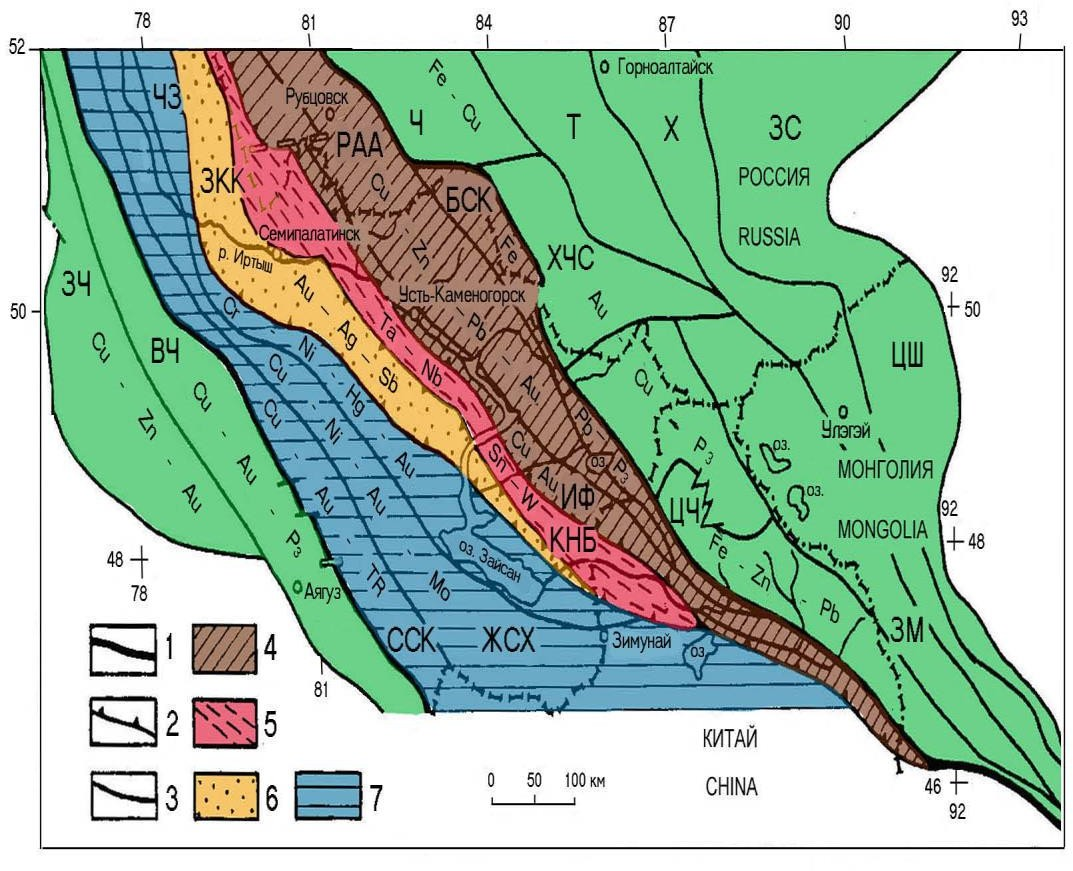 78 81 84 87 90 93
52
Fe - Cu
Горноалтайск
ЧЗ
Рубцовск
Ч
Т
Х
ЗС
РАА
РОССИЯ
ЗКК
Cu - Zn
БСК
RUSSIA
Семипалатинск
Fe
р. Иртыш
ХЧС
92
50
ЗЧ
Au - Ag - Sb
Усть-Каменогорск
Au
50
Cr
Ta - Nb
Pb
ЦШ
ВЧ
Ni
Cu
Cu - Zn - Au
Cu - Au - P₃
Cu
Hg
Au
Cu
Ni
Pb
Улэгэй
Cu
P₃
оз.
Au
Sn - W
Au
оз
P₃
МОНГОЛИЯ
Au
Au
ИФ
оз.
92
ЦЧ
MONGOLIA
КНБ
48
48
78
Fe - Zn - Pb
оз. Зайсан
TR
Mo
Аягуз
ЗМ
ССК
ЖСХ
Зимунай
оз
81
1
4
2
5
3
6
7
КИТАЙ
CHINA
0 50 100 км
46
92